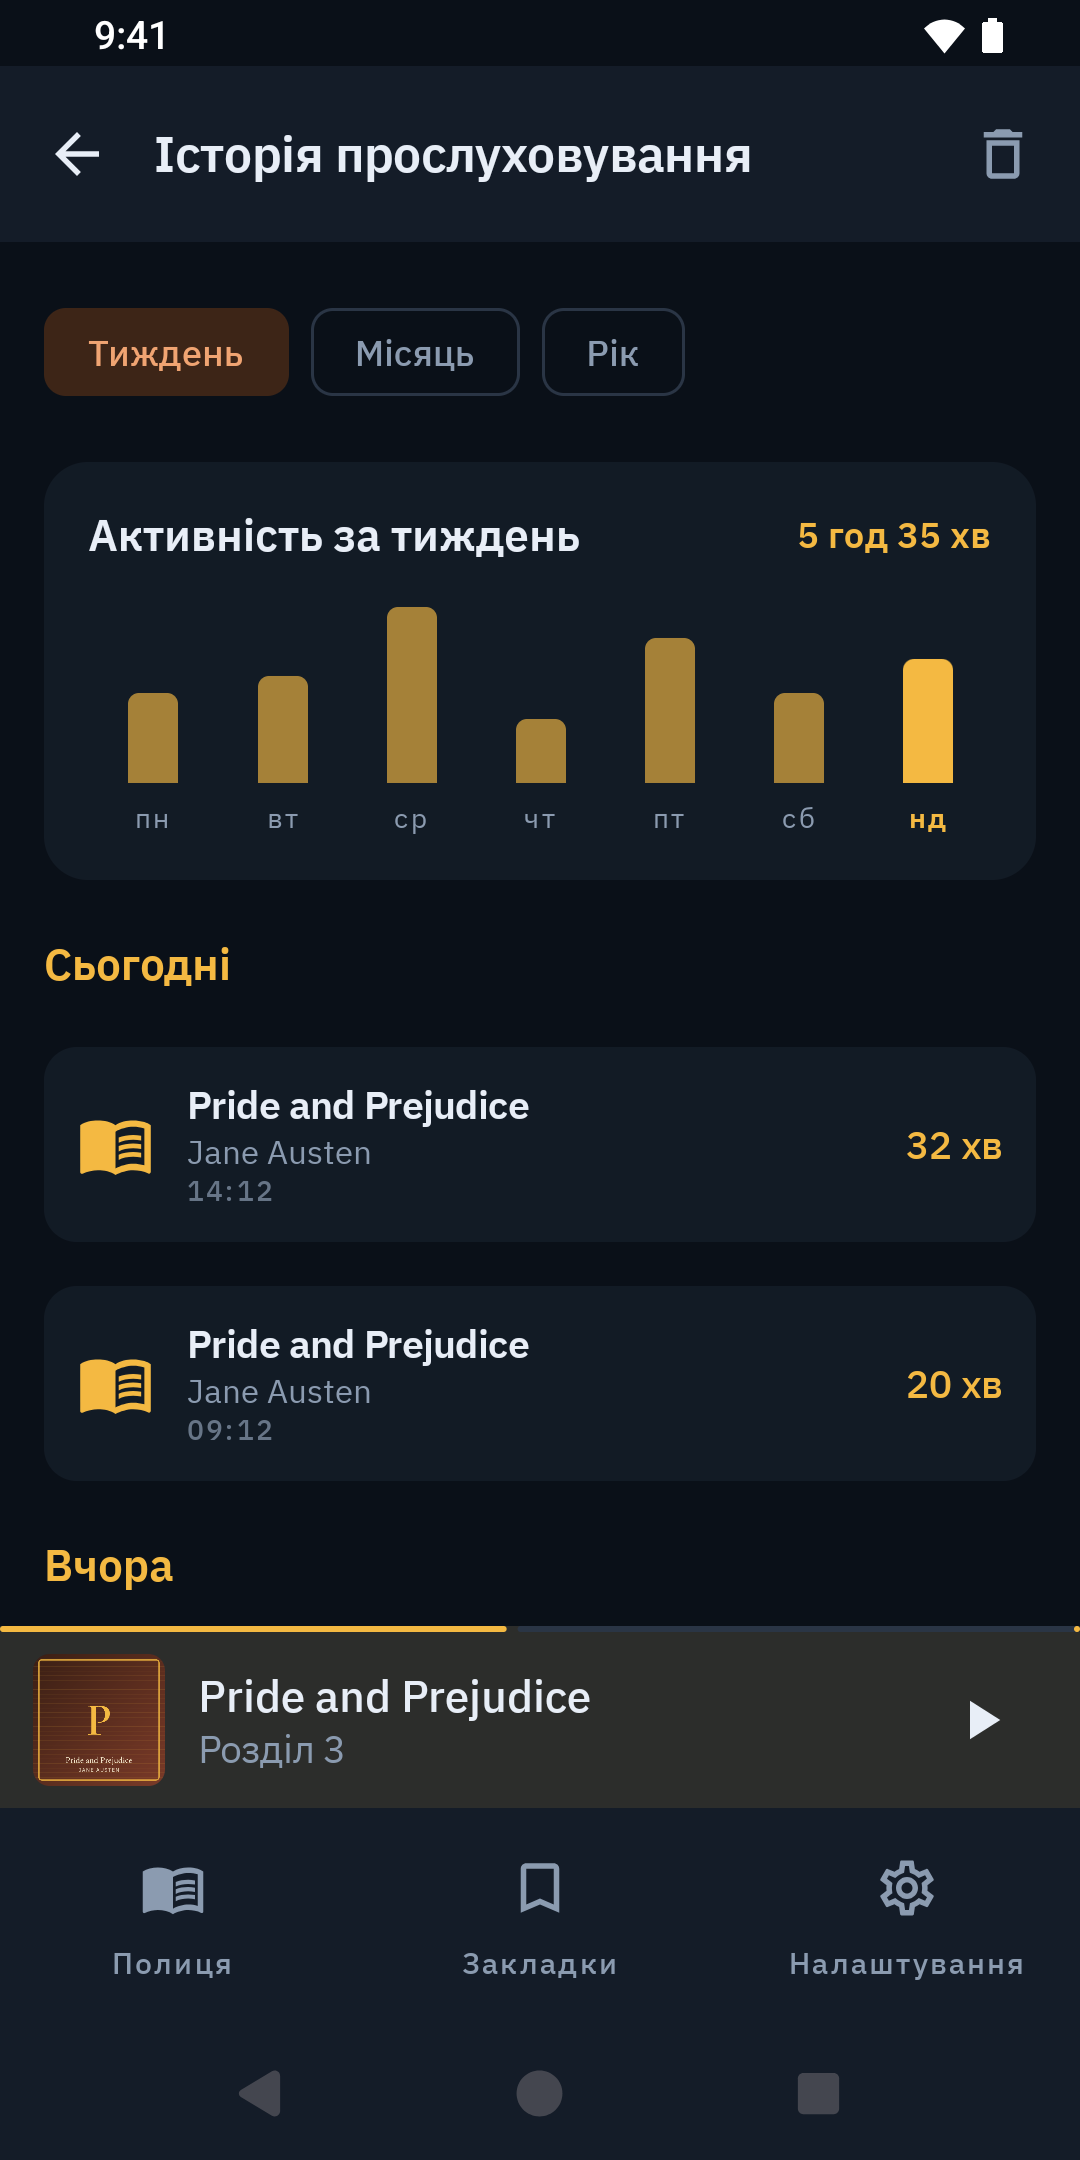 9:41
Історія прослуховування
Тиждень Місяць Рік
Активність за тиждень 5 год 35 хв
пн вт ср чт пт сб нд
Сьогодні
Pride and Prejudice
Jane Austen
14:12
32 хв
Pride and Prejudice
Jane Austen
09:12
20 хв
Вчора
P
Pride and Prejudice
JANE AUSTEN
Pride and Prejudice
Розділ 3
Полиця Закладки Налаштування